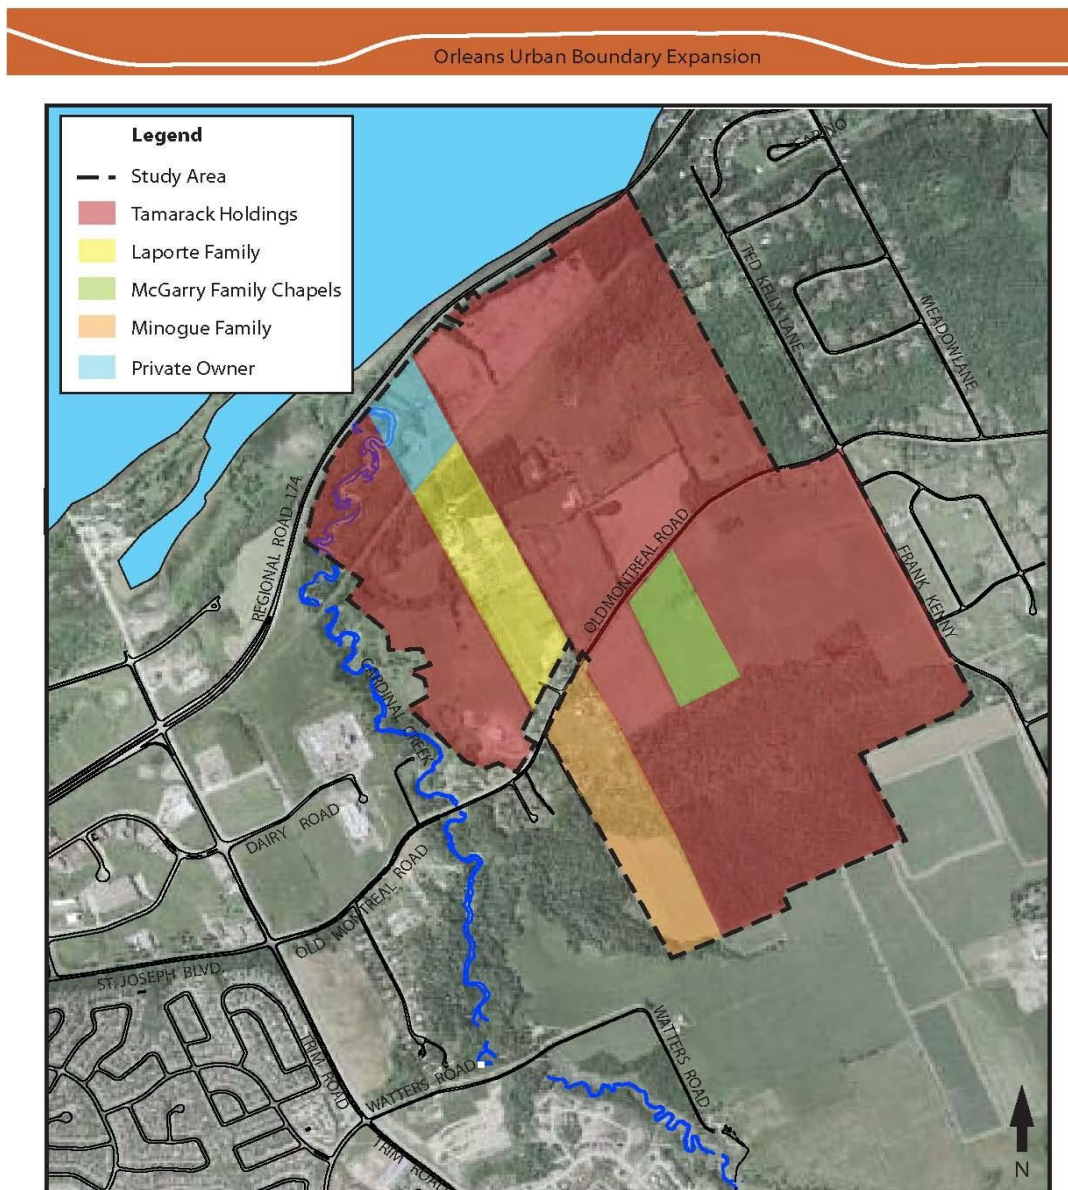 Orleans Urban Boundary Expansion
Legend
Study Area
Tamarack Holdings
Laporte Family
McGarry Family Chapels
Minogue Family
Private Owner
TED KELLY LANE
MEADOWLANE
REGIONAL ROAD 174
OLDMONTREAL ROAD
FRANK KENNY
CARDINAL CREEK
DAIRY ROAD
OLD MONTREAL ROAD
ST. JOSEPH BLVD.
TRIM ROAD
WATTERS ROAD
WATTERS ROAD
TRIM ROAD
N